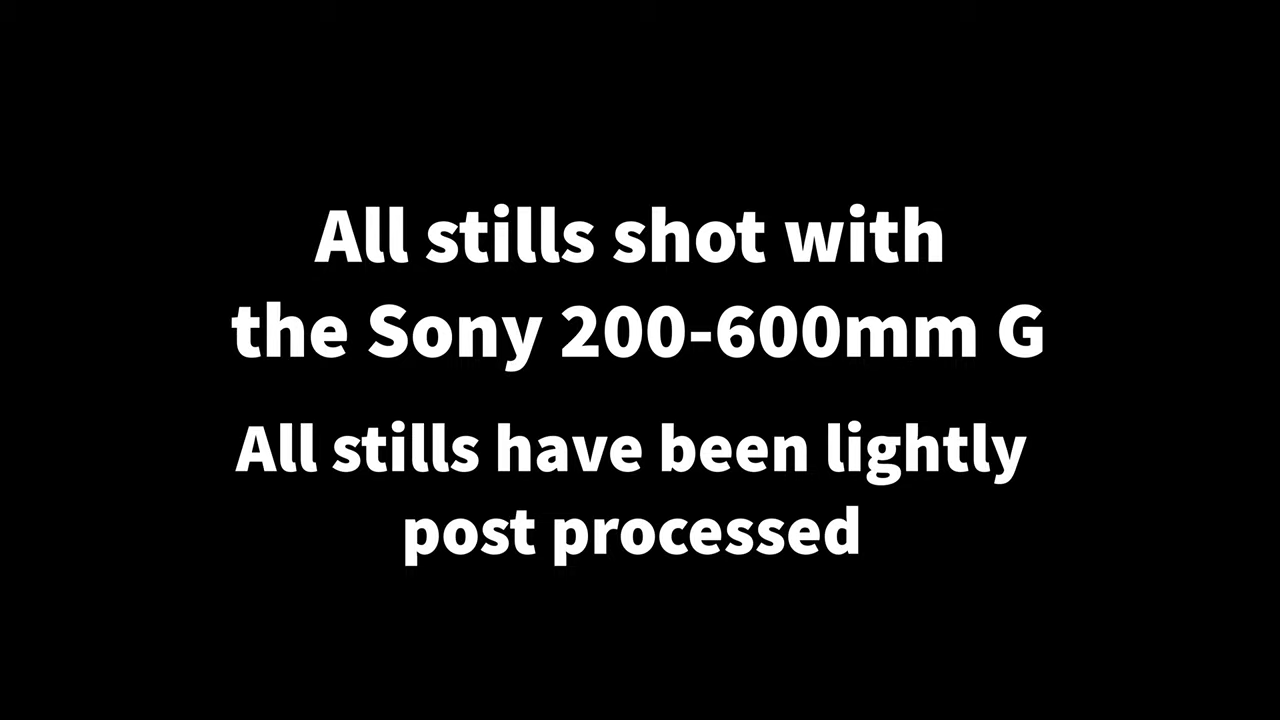 All stills shot with
the Sony 200-600mm G
All stills have been lightly
post processed